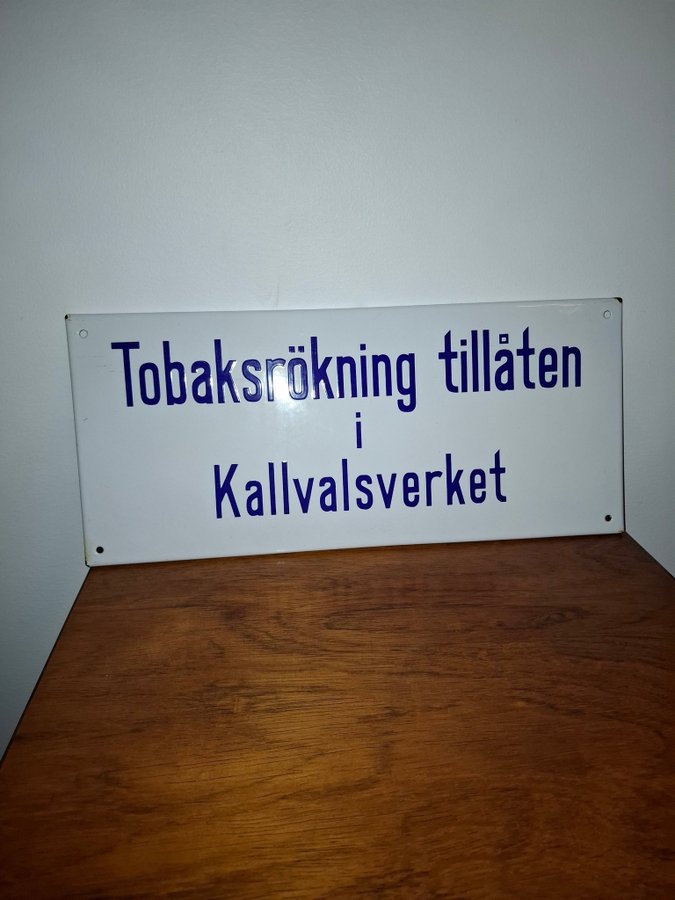 Tobaksrökning tillåten
i
Kallvalsverket